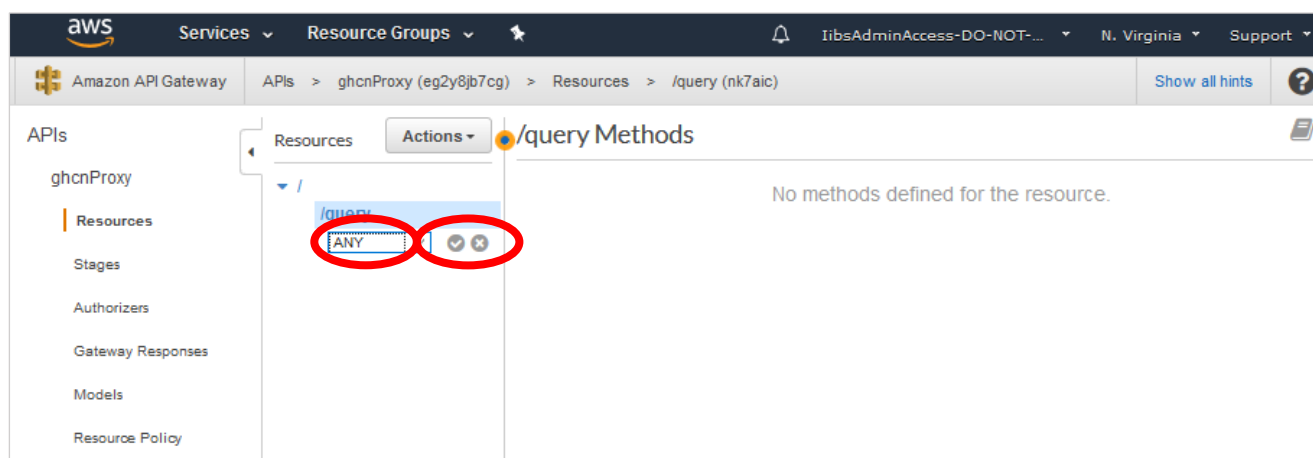 aws Services Resource Groups IibsAdminAccess-DO-NOT-... N. Virginia Support
Amazon API Gateway APIs > ghcnProxy (eg2y8jb7cg) > Resources > /query (nk7aic) Show all hints ?
APIs
ghcnProxy
Resources
Stages
Authorizers
Gateway Responses
Models
Resource Policy
Resources Actions
/
/query
ANY
/query Methods
No methods defined for the resource.